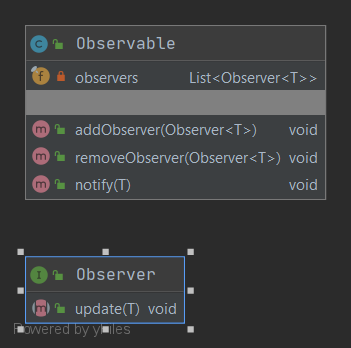 Observable
observers List<Observer<T>>
addObserver(Observer<T>) void
removeObserver(Observer<T>) void
notify(T) void
Observer
update(T) void
Powered by yFiles